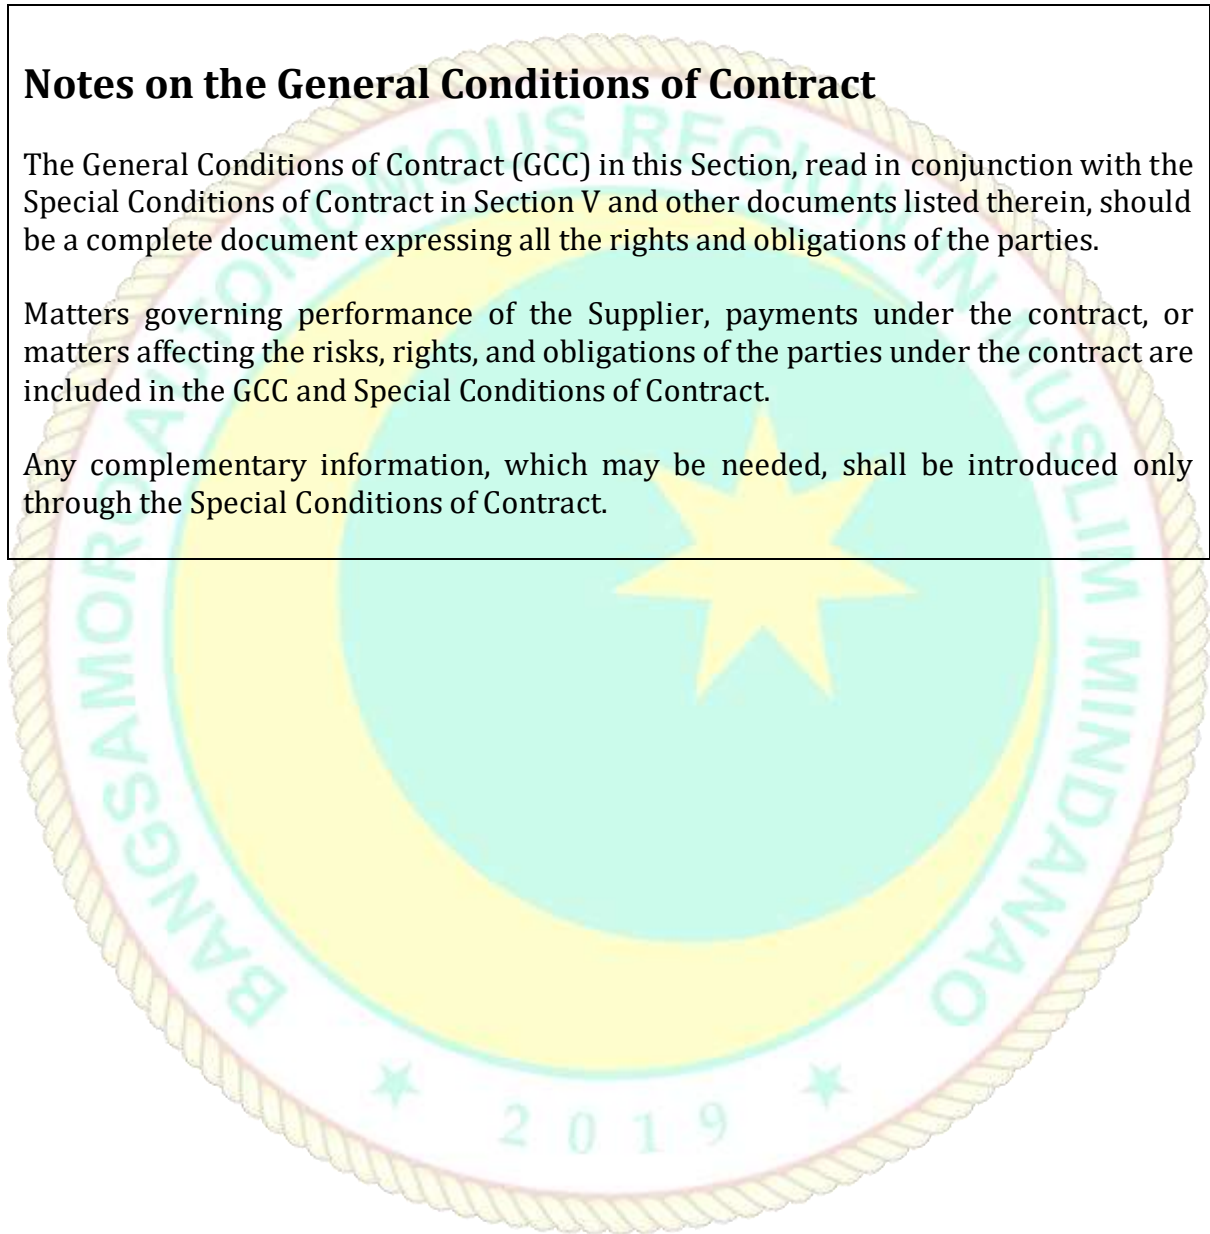 Notes on the General Conditions of Contract
The General Conditions of Contract (GCC) in this Section, read in conjunction with the
Special Conditions of Contract in Section V and other documents listed therein, should
be a complete document expressing all the rights and obligations of the parties.
Matters governing performance of the Supplier, payments under the contract, or
matters affecting the risks, rights, and obligations of the parties under the contract are
included in the GCC and Special Conditions of Contract.
Any complementary information, which may be needed, shall be introduced only
through the Special Conditions of Contract.
BANGSAMORO AUTONOMOUS REGION IN MUSLIM MINDANAO
2019